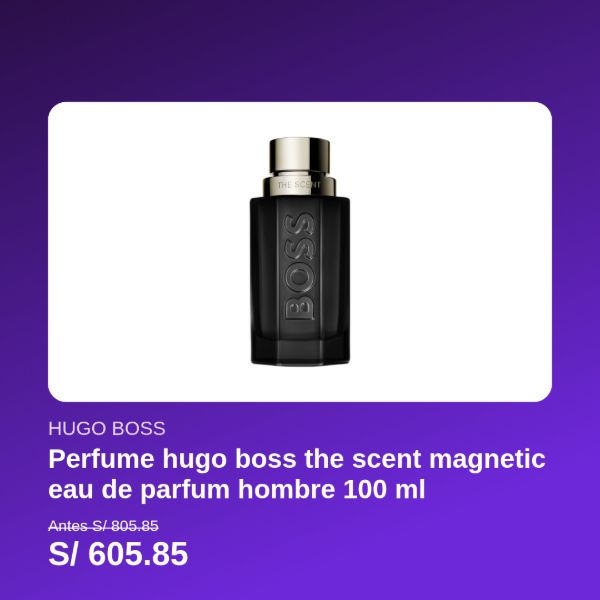 THE SCENT
BOSS
HUGO BOSS
Perfume hugo boss the scent magnetic
eau de parfum hombre 100 ml
Antes S/ 805.85
S/ 605.85